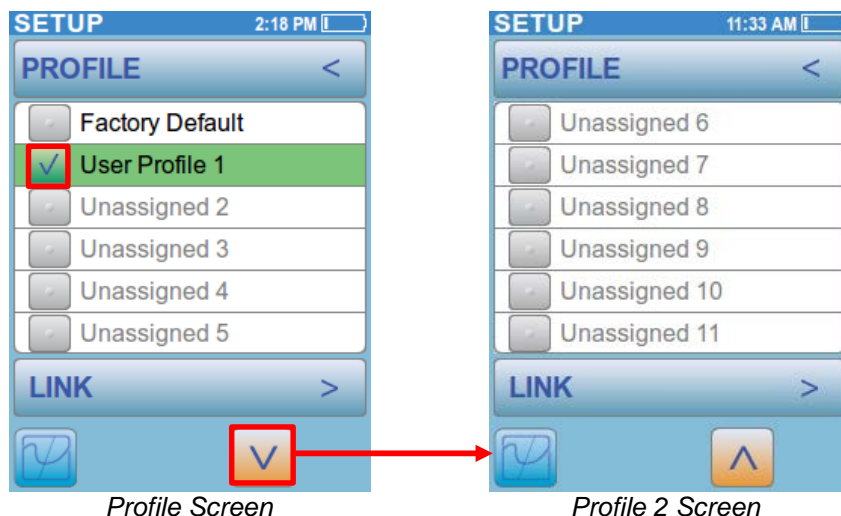 SETUP 2:18 PM
PROFILE <
Factory Default
√ User Profile 1
Unassigned 2
Unassigned 3
Unassigned 4
Unassigned 5
LINK >
V
Profile Screen
SETUP 11:33 AM
PROFILE <
Unassigned 6
Unassigned 7
Unassigned 8
Unassigned 9
Unassigned 10
Unassigned 11
LINK >
Λ
Profile 2 Screen